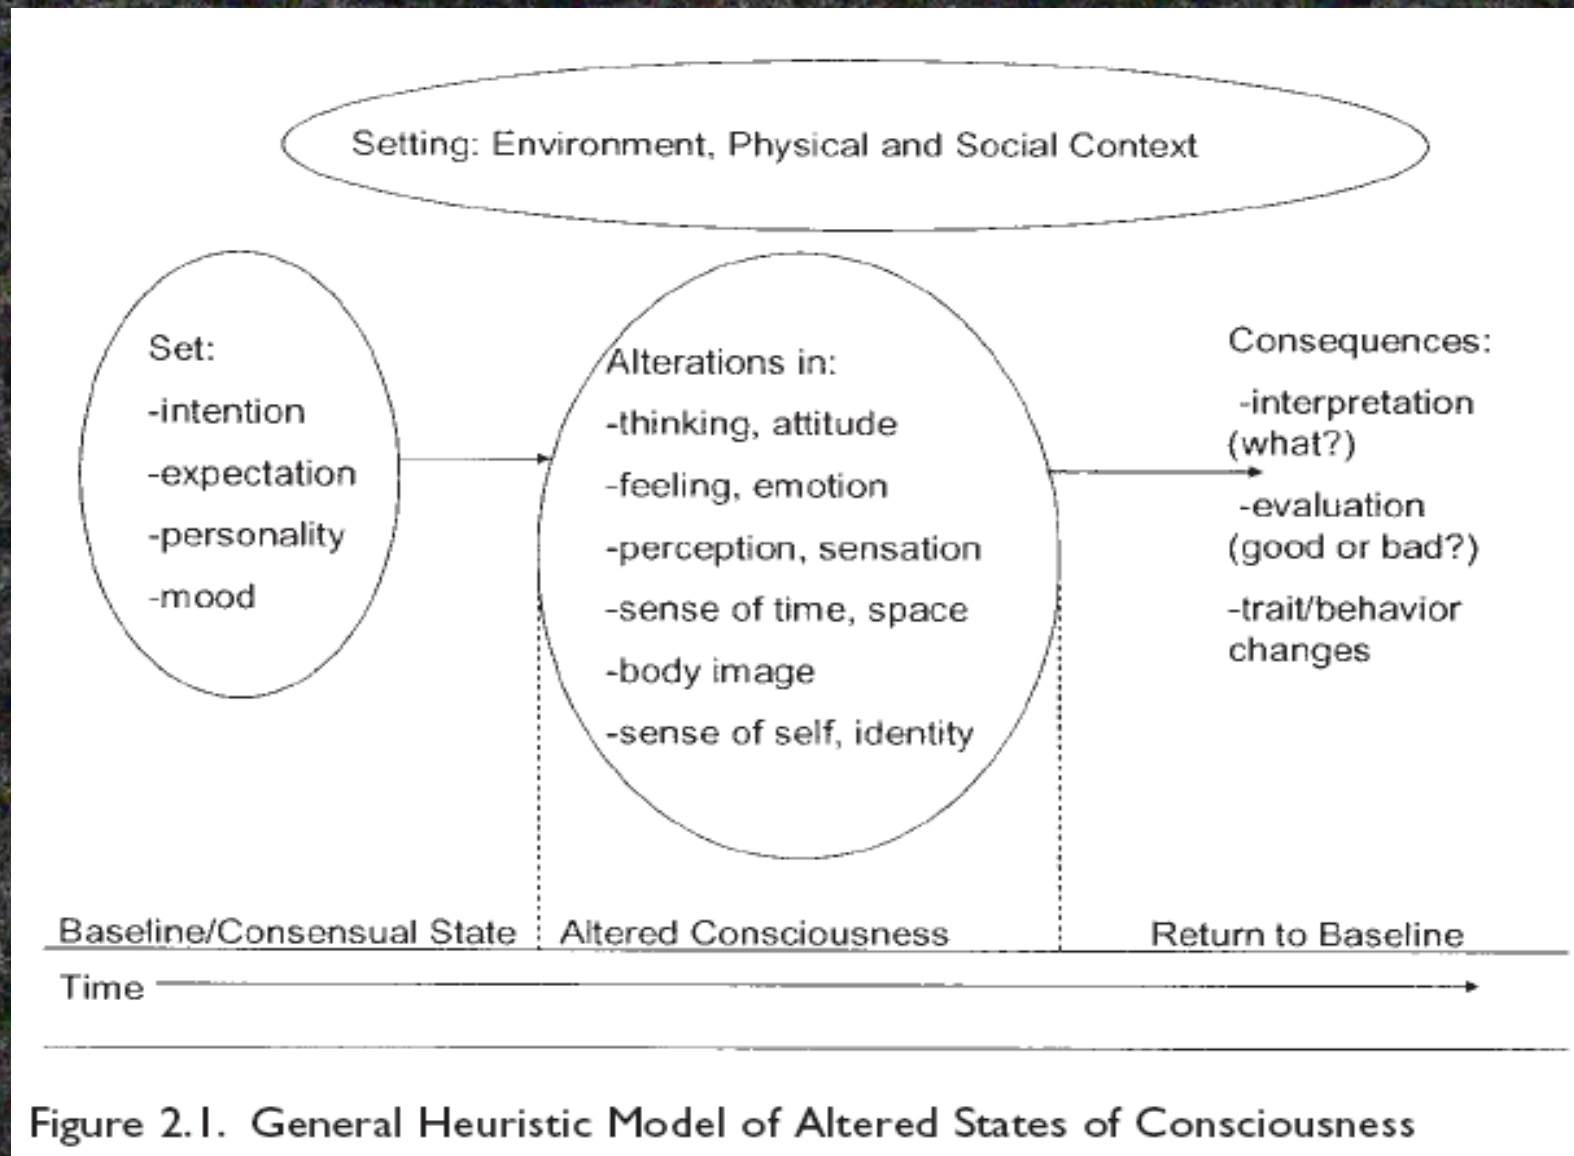 Setting: Environment, Physical and Social Context
Set:
-intention
-expectation
-personality
-mood
Alterations in:
-thinking, attitude
-feeling, emotion
-perception, sensation
-sense of time, space
-body image
-sense of self, identity
Consequences:
-interpretation
(what?)
-evaluation
(good or bad?)
-trait/behavior
changes
Baseline/Consensual State
Altered Consciousness
Return to Baseline
Time
Figure 2.1. General Heuristic Model of Altered States of Consciousness